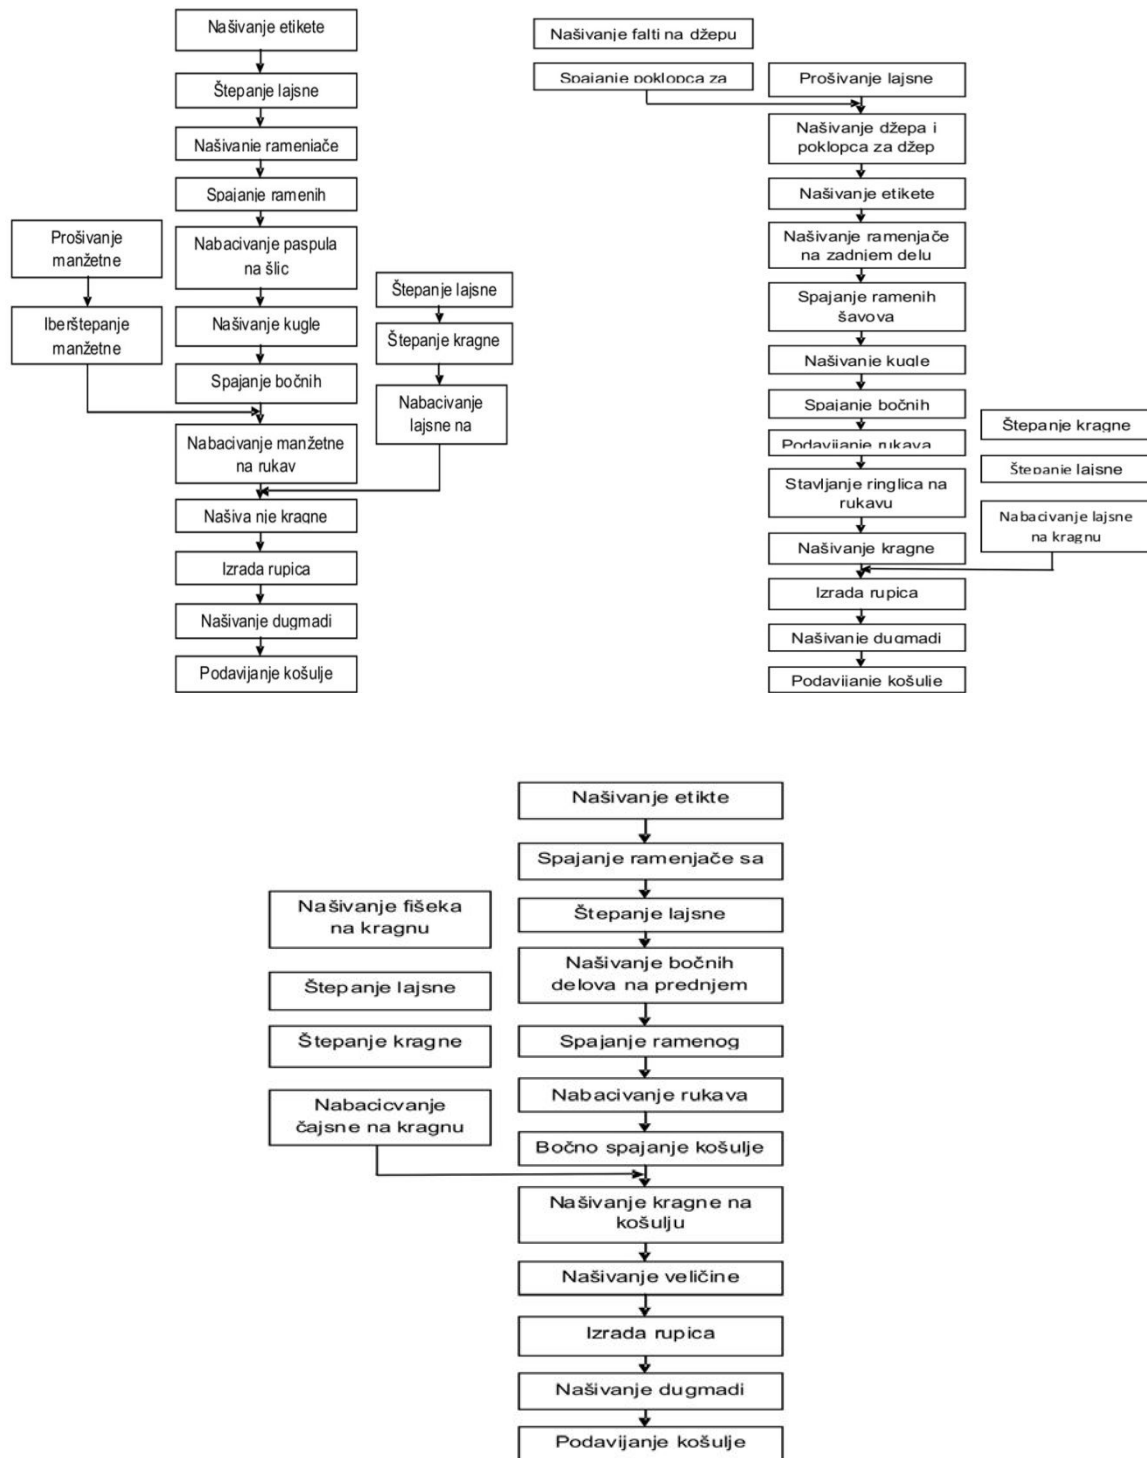 Našivanje etikete
Štepanje lajsne
Našivanie rameniače
Spajanje ramenih
Prošivanje
manžetne
Nabacivanje paspula
na šlic
Iberštepanje
manžetne
Našivanje kugle
Spajanje bočnih
Štepanje lajsne
Štepanje kragne
Nabacivanje
lajsne na
Nabacivanje manžetne
na rukav
Našiva nje kragne
Izrada rupica
Našivanje dugmadi
Podavijanje košulje
Našivanje falti na džepu
Spajanje poklopca za
Prošivanje lajsne
Našivanje džepa i
poklopca za džep
Našivanje etikete
Našivanje ramenjače
na zadnjem delu
Spajanje ramenih
šavova
Našivanje kugle
Spajanje bočnih
Podavijanje rukava
Stavljanje ringlica na
rukavu
Našivanje kragne
Štepanje kragne
Štepanie lajsne
Nabacivanje lajsne
na kragnu
Izrada rupica
Našivanje dugmadi
Podavijanje košulje
Našivanje etikte
Spajanje ramenjače sa
Štepanje lajsne
Našivanje bočnih
delova na prednjem
Spajanje ramenog
Nabacivanje rukava
Bočno spajanje košulje
Našivanje fišeka
na kragnu
Štepanje lajsne
Štepanje kragne
Nabacicvanje
čajsne na kragnu
Našivanje kragne na
košulju
Našivanje veličine
Izrada rupica
Našivanje dugmadi
Podavijanje košulje